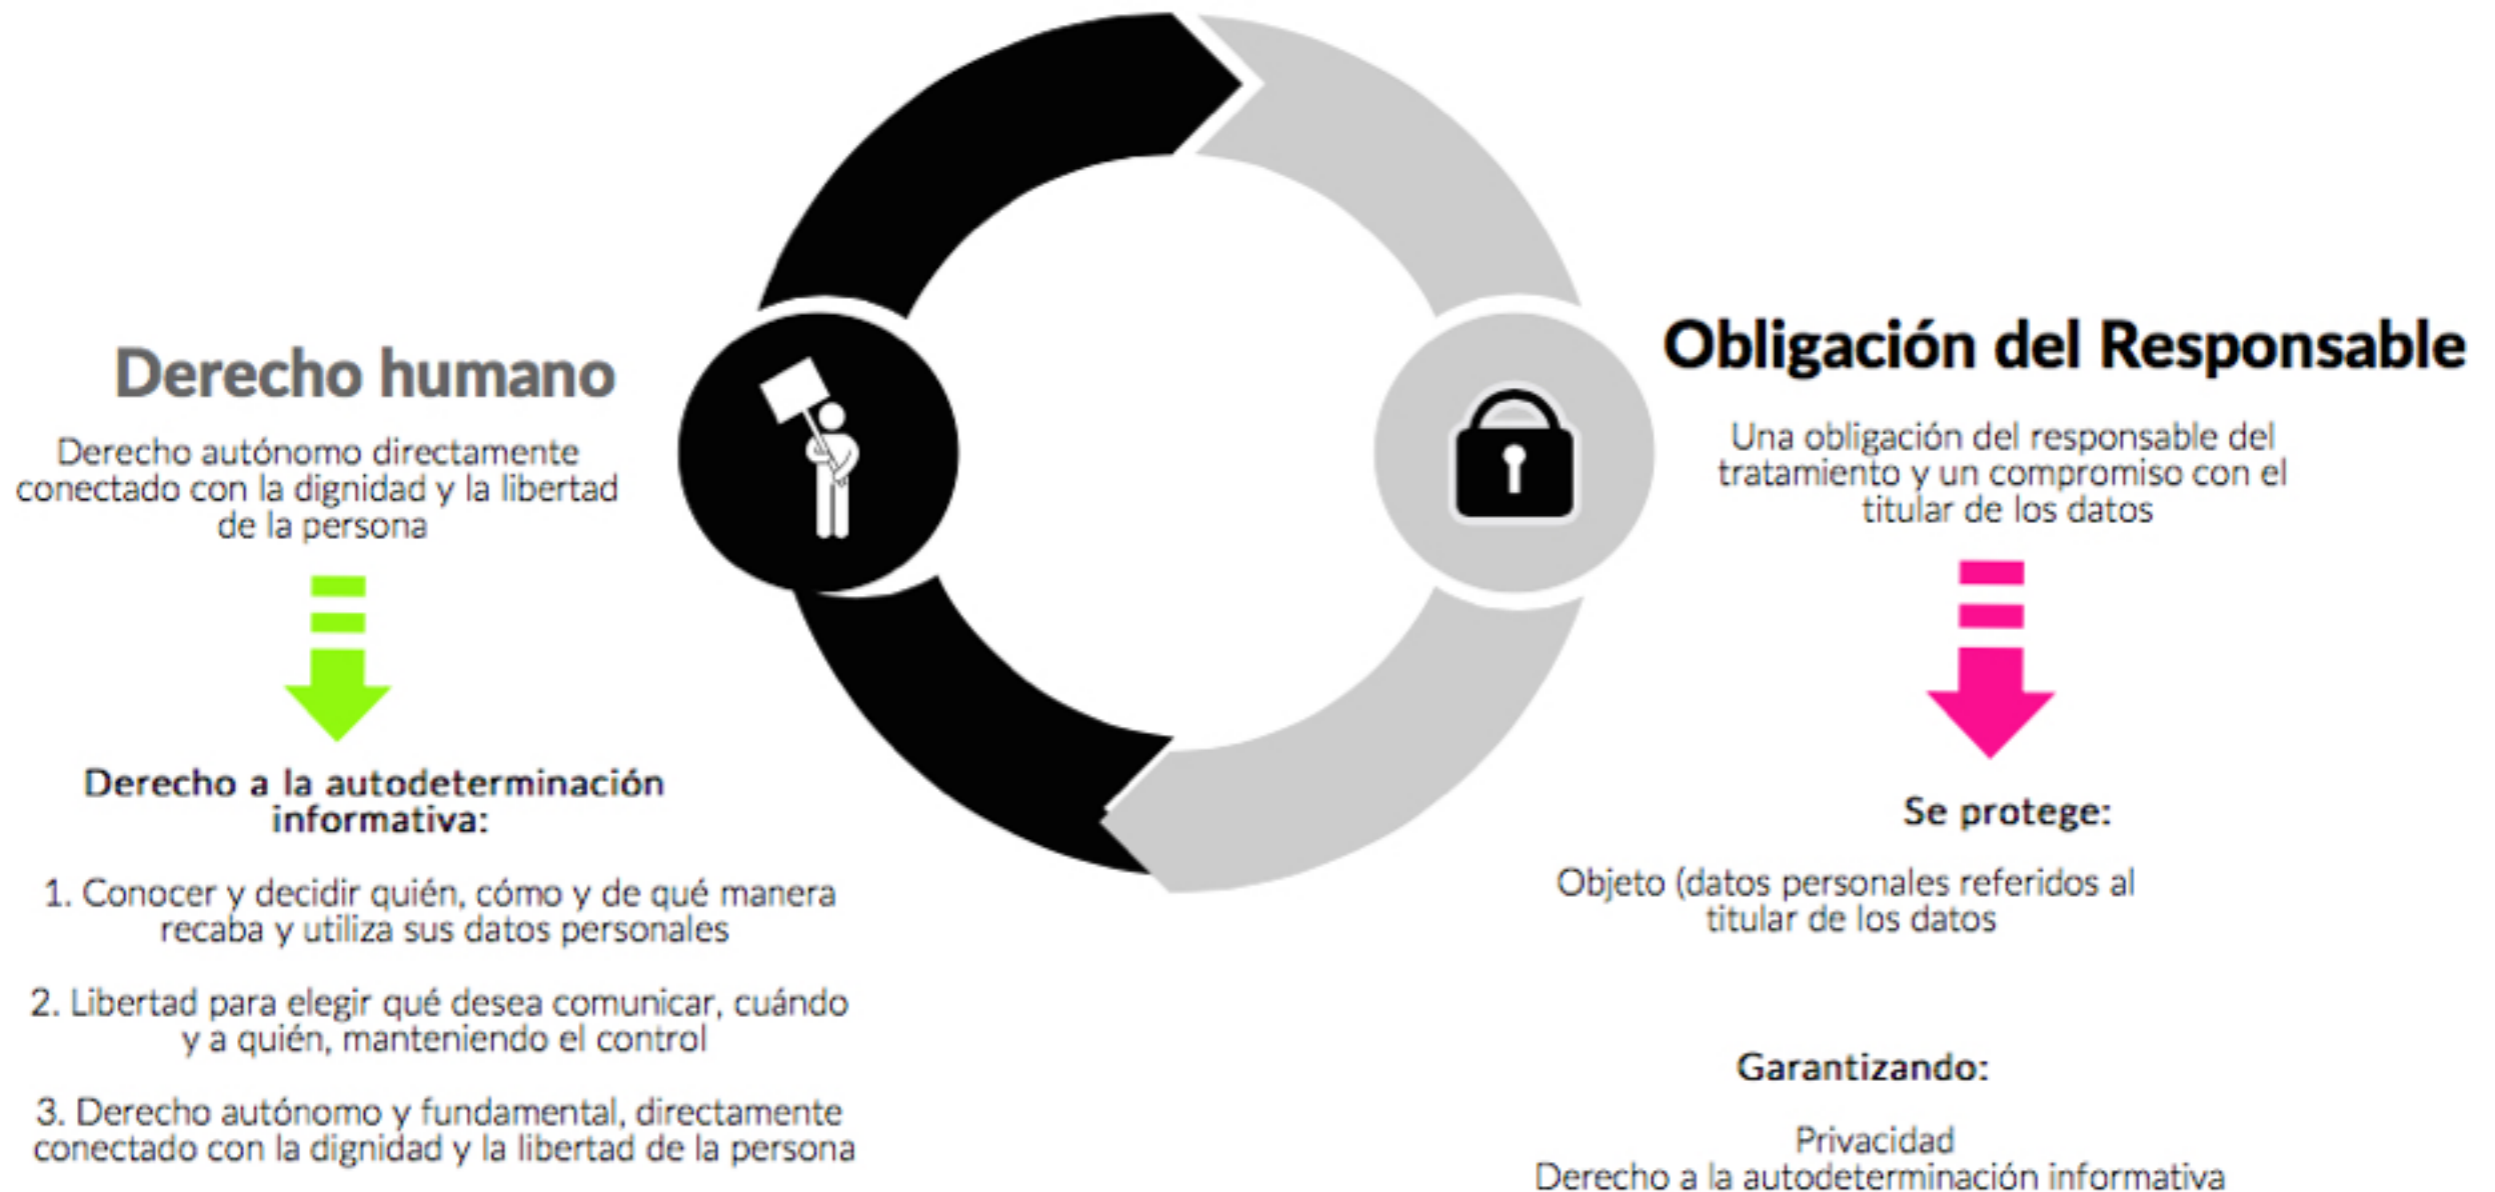 Derecho humano
Derecho autónomo directamente
conectado con la dignidad y la libertad
de la persona
Derecho a la autodeterminación
informativa:
1. Conocer y decidir quién, cómo y de qué manera
recaba y utiliza sus datos personales
2. Libertad para elegir qué desea comunicar, cuándo
y a quién, manteniendo el control
3. Derecho autónomo y fundamental, directamente
conectado con la dignidad y la libertad de la persona
Obligación del Responsable
Una obligación del responsable del
tratamiento y un compromiso con el
titular de los datos
Se protege:
Objeto (datos personales referidos al
titular de los datos
Garantizando:
Privacidad
Derecho a la autodeterminación informativa